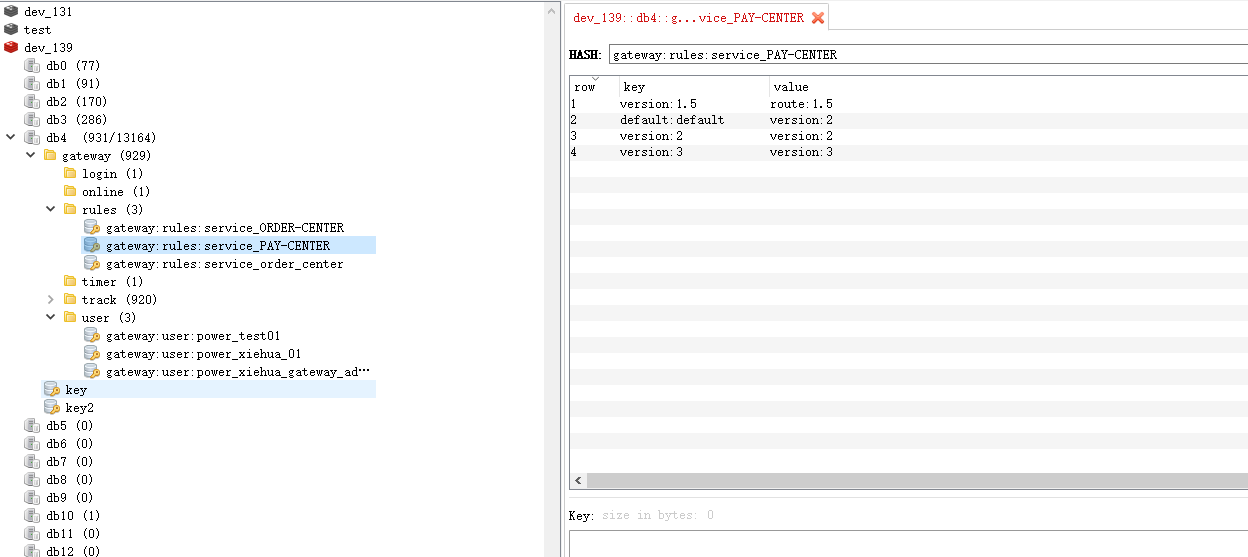 dev_131
test
dev_139
db0 (77)
db1 (91)
db2 (170)
db3 (286)
db4 (931/13164)
gateway (929)
login (1)
online (1)
rules (3)
gateway:rules:service_ORDER-CENTER
gateway:rules:service_PAY-CENTER
gateway:rules:service_order_center
timer (1)
track (920)
user (3)
gateway:user:power_test01
gateway:user:power_xiehua_01
gateway:user:power_xiehua_gateway_ad…
key
key2
db5 (0)
db6 (0)
db7 (0)
db8 (0)
db9 (0)
db10 (1)
db11 (0)
db12 (0)
dev_139::db4::g...vice_PAY-CENTER
HASH: gateway:rules:service_PAY-CENTER
row key value
1 version:1.5 route:1.5
2 default:default version:2
3 version:2 version:2
4 version:3 version:3
Key: size in bytes: 0